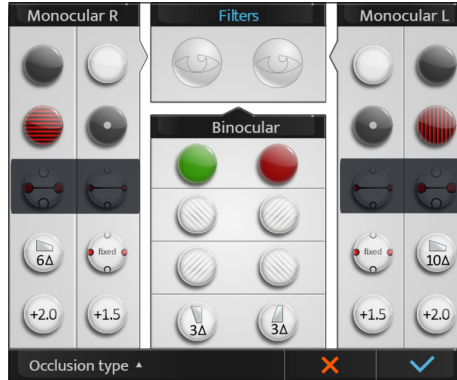 Monocular R
Filters
Monocular L
Binocular
6Δ
fixed
fixed
10Δ
+2.0
+1.5
3Δ
3Δ
+1.5
+2.0
Occlusion type